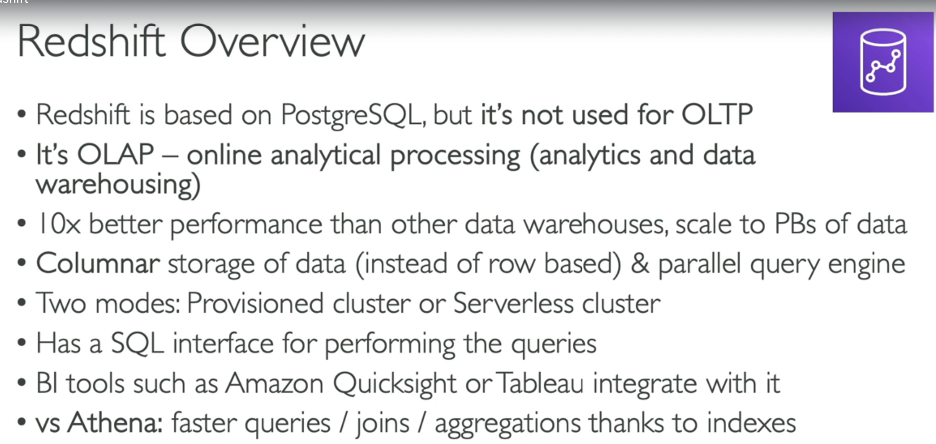 Redshift Overview
• Redshift is based on PostgreSQL, but it's not used for OLTP
• It's OLAP – online analytical processing (analytics and data
warehousing)
• 10x better performance than other data warehouses, scale to PBs of data
• Columnar storage of data (instead of row based) & parallel query engine
• Two modes: Provisioned cluster or Serverless cluster
• Has a SQL interface for performing the queries
• BI tools such as Amazon Quicksight or Tableau integrate with it
• vs Athena: faster queries / joins / aggregations thanks to indexes